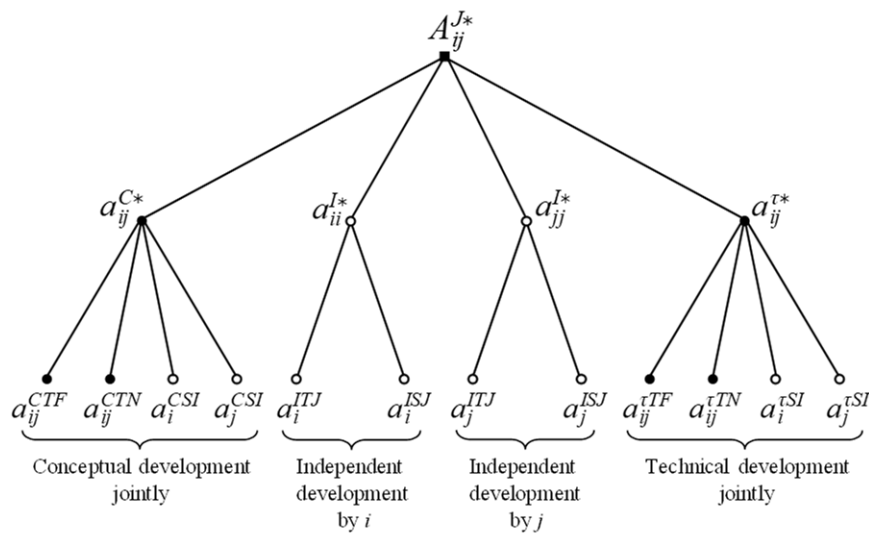 A_{ij}^{J*}
a_{ij}^{C*} a_{ii}^{I*} a_{jj}^{I*} a_{ij}^{τ*}
a_{ij}^{CTF} a_{ij}^{CTN} a_i^{CSI} a_j^{CSI} a_i^{ITJ} a_i^{ISJ} a_j^{ITJ} a_j^{ISJ} a_{ij}^{τTF} a_{ij}^{τTN} a_i^{τSI} a_j^{τSI}
Conceptual development
jointly
Independent
development
by i
Independent
development
by j
Technical development
jointly